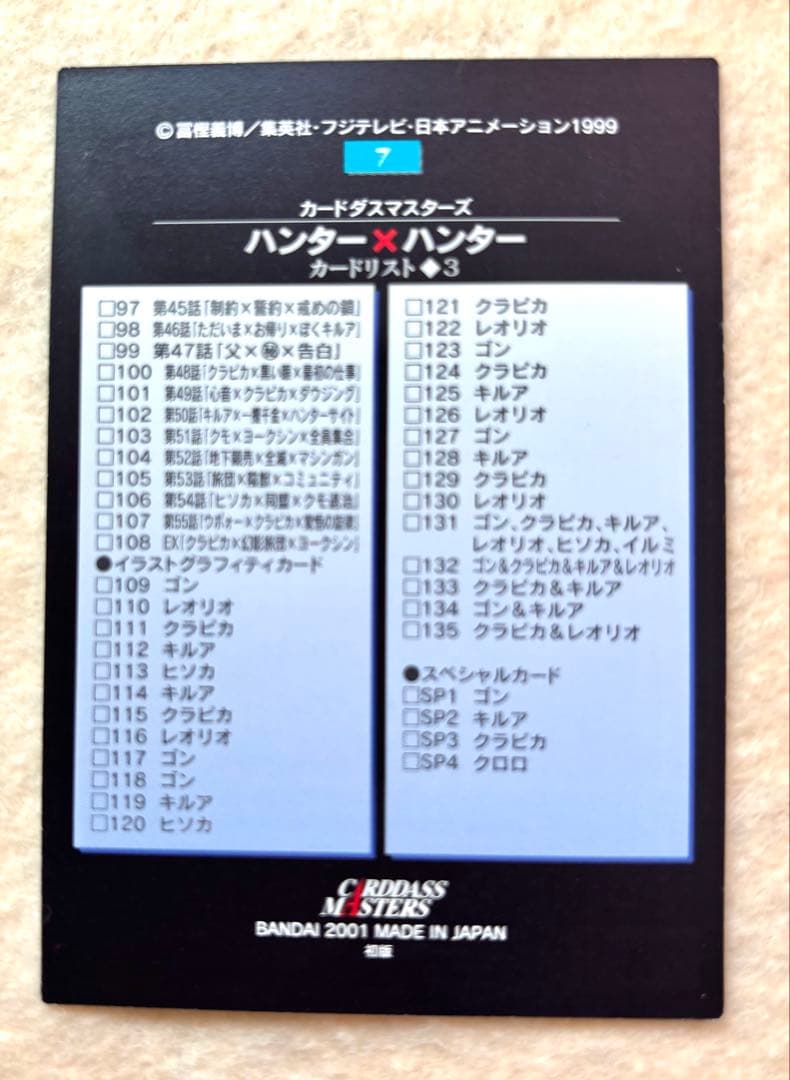 ©冨樫義博／集英社・フジテレビ・日本アニメーション1999
7
カードダスマスターズ
ハンター×ハンター
カードリスト◆3
□97 第45話「制約×誓約×戒めの鎖」
□98 第46話「ただいま×お帰り×ぼくキルア」
□99 第47話「父×㊙×告白」
□100 第48話「クラピカ×黒い瞳×最初の仕事」
□101 第49話「心音×クラピカ×ダウジング」
□102 第50話「キルア×一攫千金×ハンターサイト」
□103 第51話「クモ×ヨークシン×全員集合」
□104 第52話「地下競売×全滅×マシンガン」
□105 第53話「旅団×陰獣×コミュニティ」
□106 第54話「ヒソカ×同盟×クモ退治」
□107 第55話「ウボォー×クラピカ×覚悟の旋律」
□108 EX「クラピカ×幻影旅団×ヨークシン」
●イラストグラフィティカード
□109 ゴン
□110 レオリオ
□111 クラピカ
□112 キルア
□113 ヒソカ
□114 キルア
□115 クラピカ
□116 レオリオ
□117 ゴン
□118 ゴン
□119 キルア
□120 ヒソカ
□121 クラピカ
□122 レオリオ
□123 ゴン
□124 クラピカ
□125 キルア
□126 レオリオ
□127 ゴン
□128 キルア
□129 クラピカ
□130 レオリオ
□131 ゴン、クラピカ、キルア、
レオリオ、ヒソカ、イルミ
□132 ゴン&クラピカ&キルア&レオリオ
□133 クラピカ&キルア
□134 ゴン&キルア
□135 クラピカ&レオリオ
●スペシャルカード
□SP1 ゴン
□SP2 キルア
□SP3 クラピカ
□SP4 クロロ
CARDDASS
MASTERS
BANDAI 2001 MADE IN JAPAN
初版